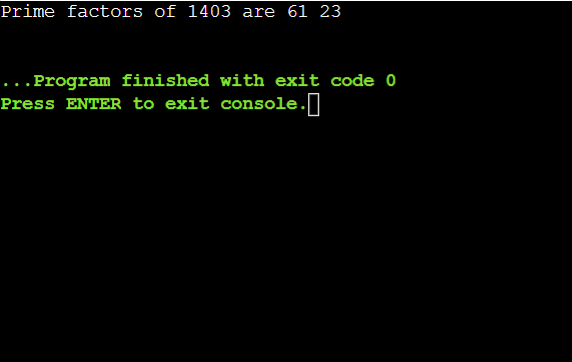 Prime factors of 1403 are 61 23
...Program finished with exit code 0
Press ENTER to exit console.